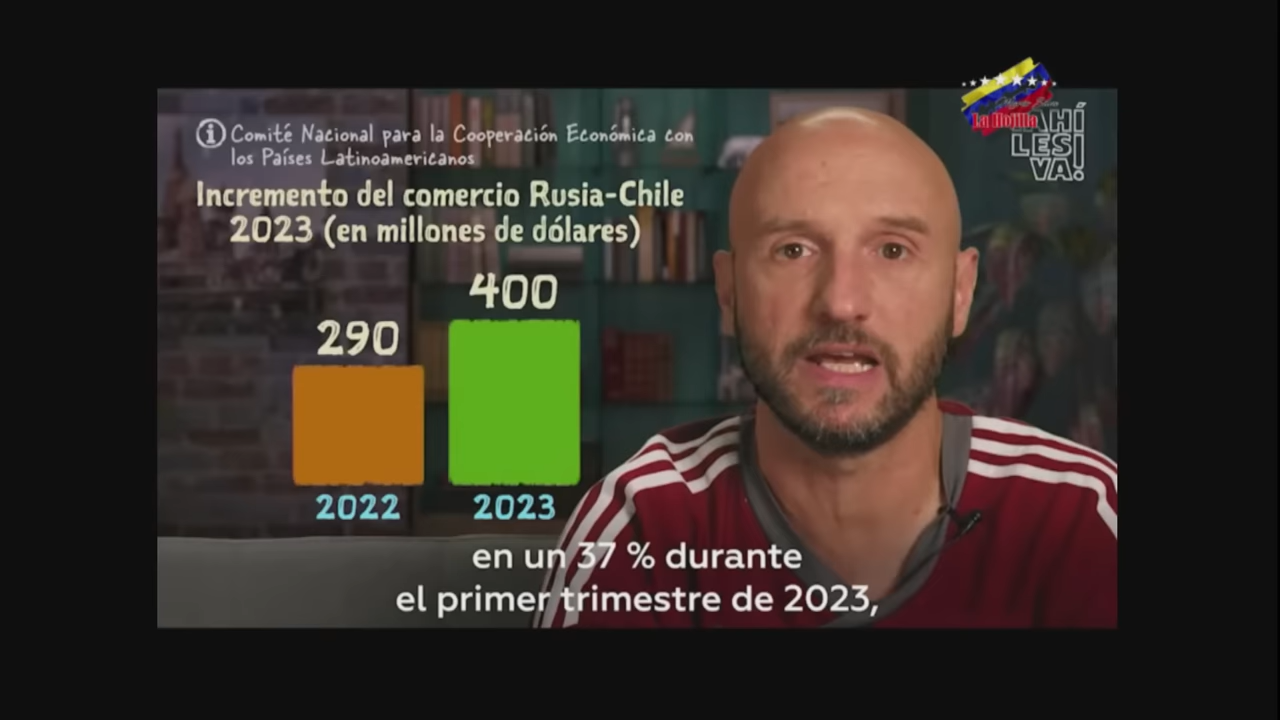 Comité Nacional para la Cooperación Económica con
los Países Latinoamericanos
Incremento del comercio Rusia-Chile
2023 (en millones de dólares)
400
290
2022 2023
La Hojilla
¡AHÍ
LES
VA!
en un 37 % durante
el primer trimestre de 2023,